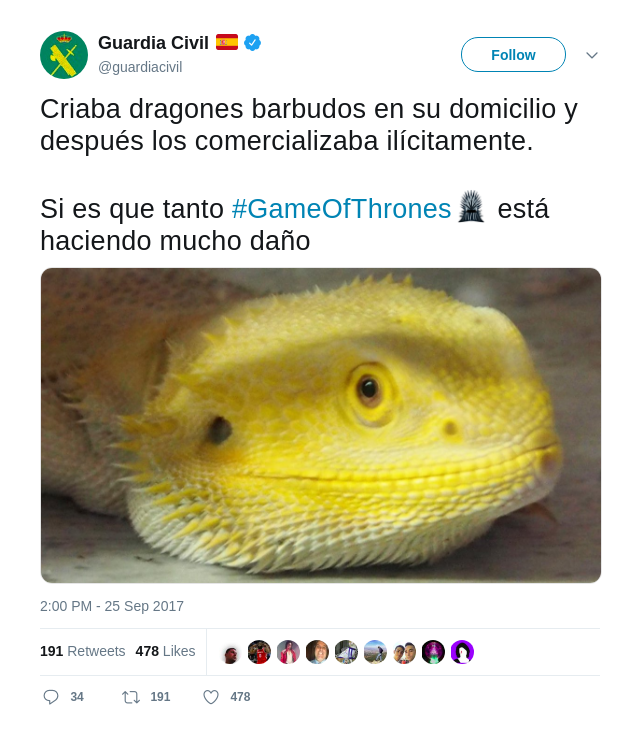 Guardia Civil
@guardiacivil
Follow
Criaba dragones barbudos en su domicilio y
después los comercializaba ilícitamente.
Si es que tanto #GameOfThrones está
haciendo mucho daño
2:00 PM - 25 Sep 2017
191 Retweets 478 Likes
34 191 478